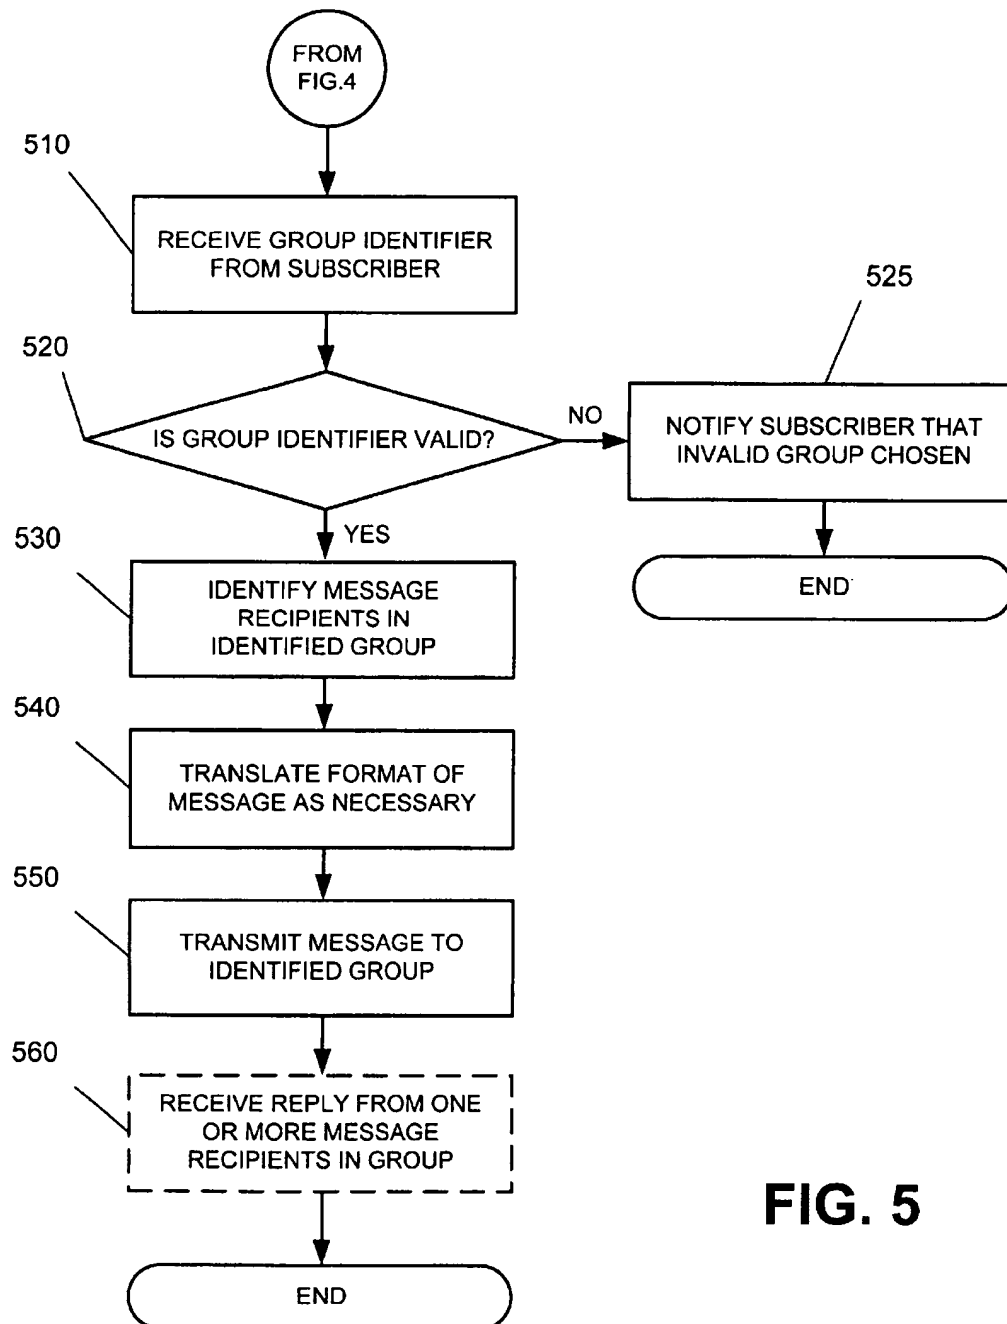 FROM
FIG.4
510
RECEIVE GROUP IDENTIFIER
FROM SUBSCRIBER
520
IS GROUP IDENTIFIER VALID?
NO
525
NOTIFY SUBSCRIBER THAT
INVALID GROUP CHOSEN
END
YES
530
IDENTIFY MESSAGE
RECIPIENTS IN
IDENTIFIED GROUP
540
TRANSLATE FORMAT OF
MESSAGE AS NECESSARY
550
TRANSMIT MESSAGE TO
IDENTIFIED GROUP
560
RECEIVE REPLY FROM ONE
OR MORE MESSAGE
RECIPIENTS IN GROUP
END
FIG. 5